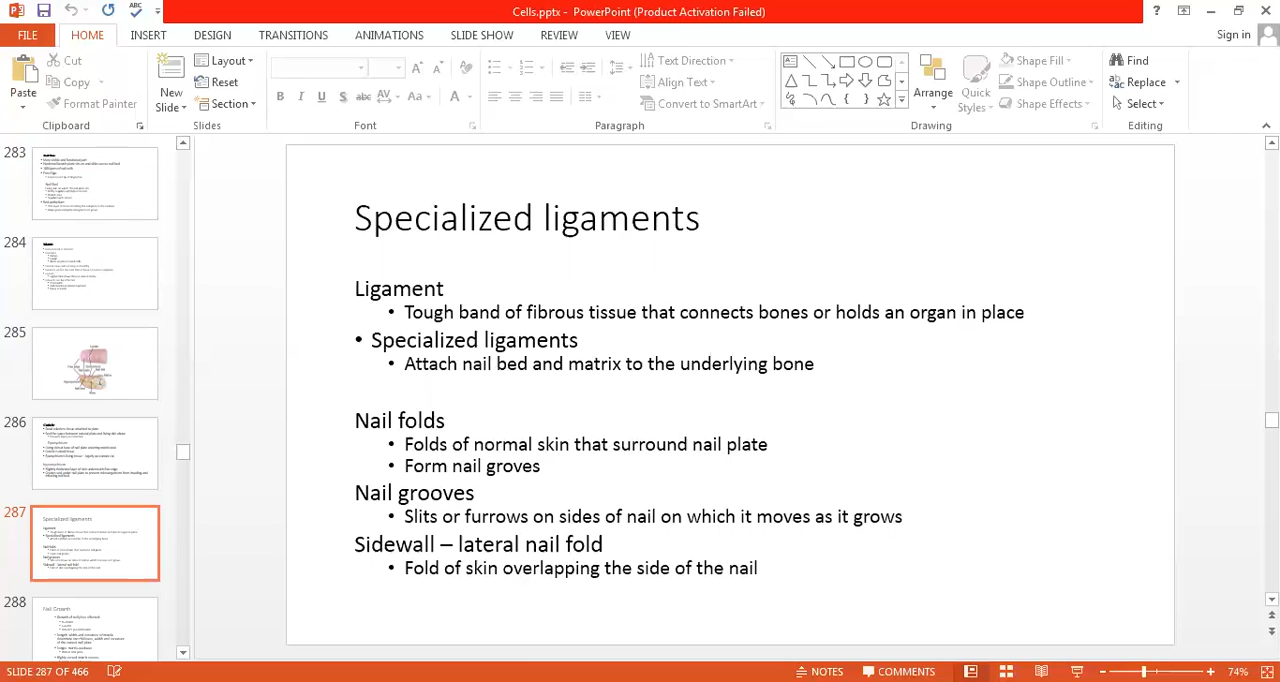 Cells.pptx - PowerPoint (Product Activation Failed)
FILE HOME INSERT DESIGN TRANSITIONS ANIMATIONS SLIDE SHOW REVIEW VIEW Sign in
Paste
Cut
Copy
Format Painter
Clipboard
New Slide
Layout
Reset
Section
Slides
Font
Text Direction
Align Text
Convert to SmartArt
Paragraph
Arrange
Quick Styles
Shape Fill
Shape Outline
Shape Effects
Drawing
Find
Replace
Select
Editing
283
284
285
286
287
288
Specialized ligaments
Nail Growth
Specialized ligaments
Ligament
• Tough band of fibrous tissue that connects bones or holds an organ in place
• Specialized ligaments
• Attach nail bed and matrix to the underlying bone
Nail folds
• Folds of normal skin that surround nail plate
• Form nail groves
Nail grooves
• Slits or furrows on sides of nail on which it moves as it grows
Sidewall – lateral nail fold
• Fold of skin overlapping the side of the nail
SLIDE 287 OF 466 NOTES COMMENTS 74%